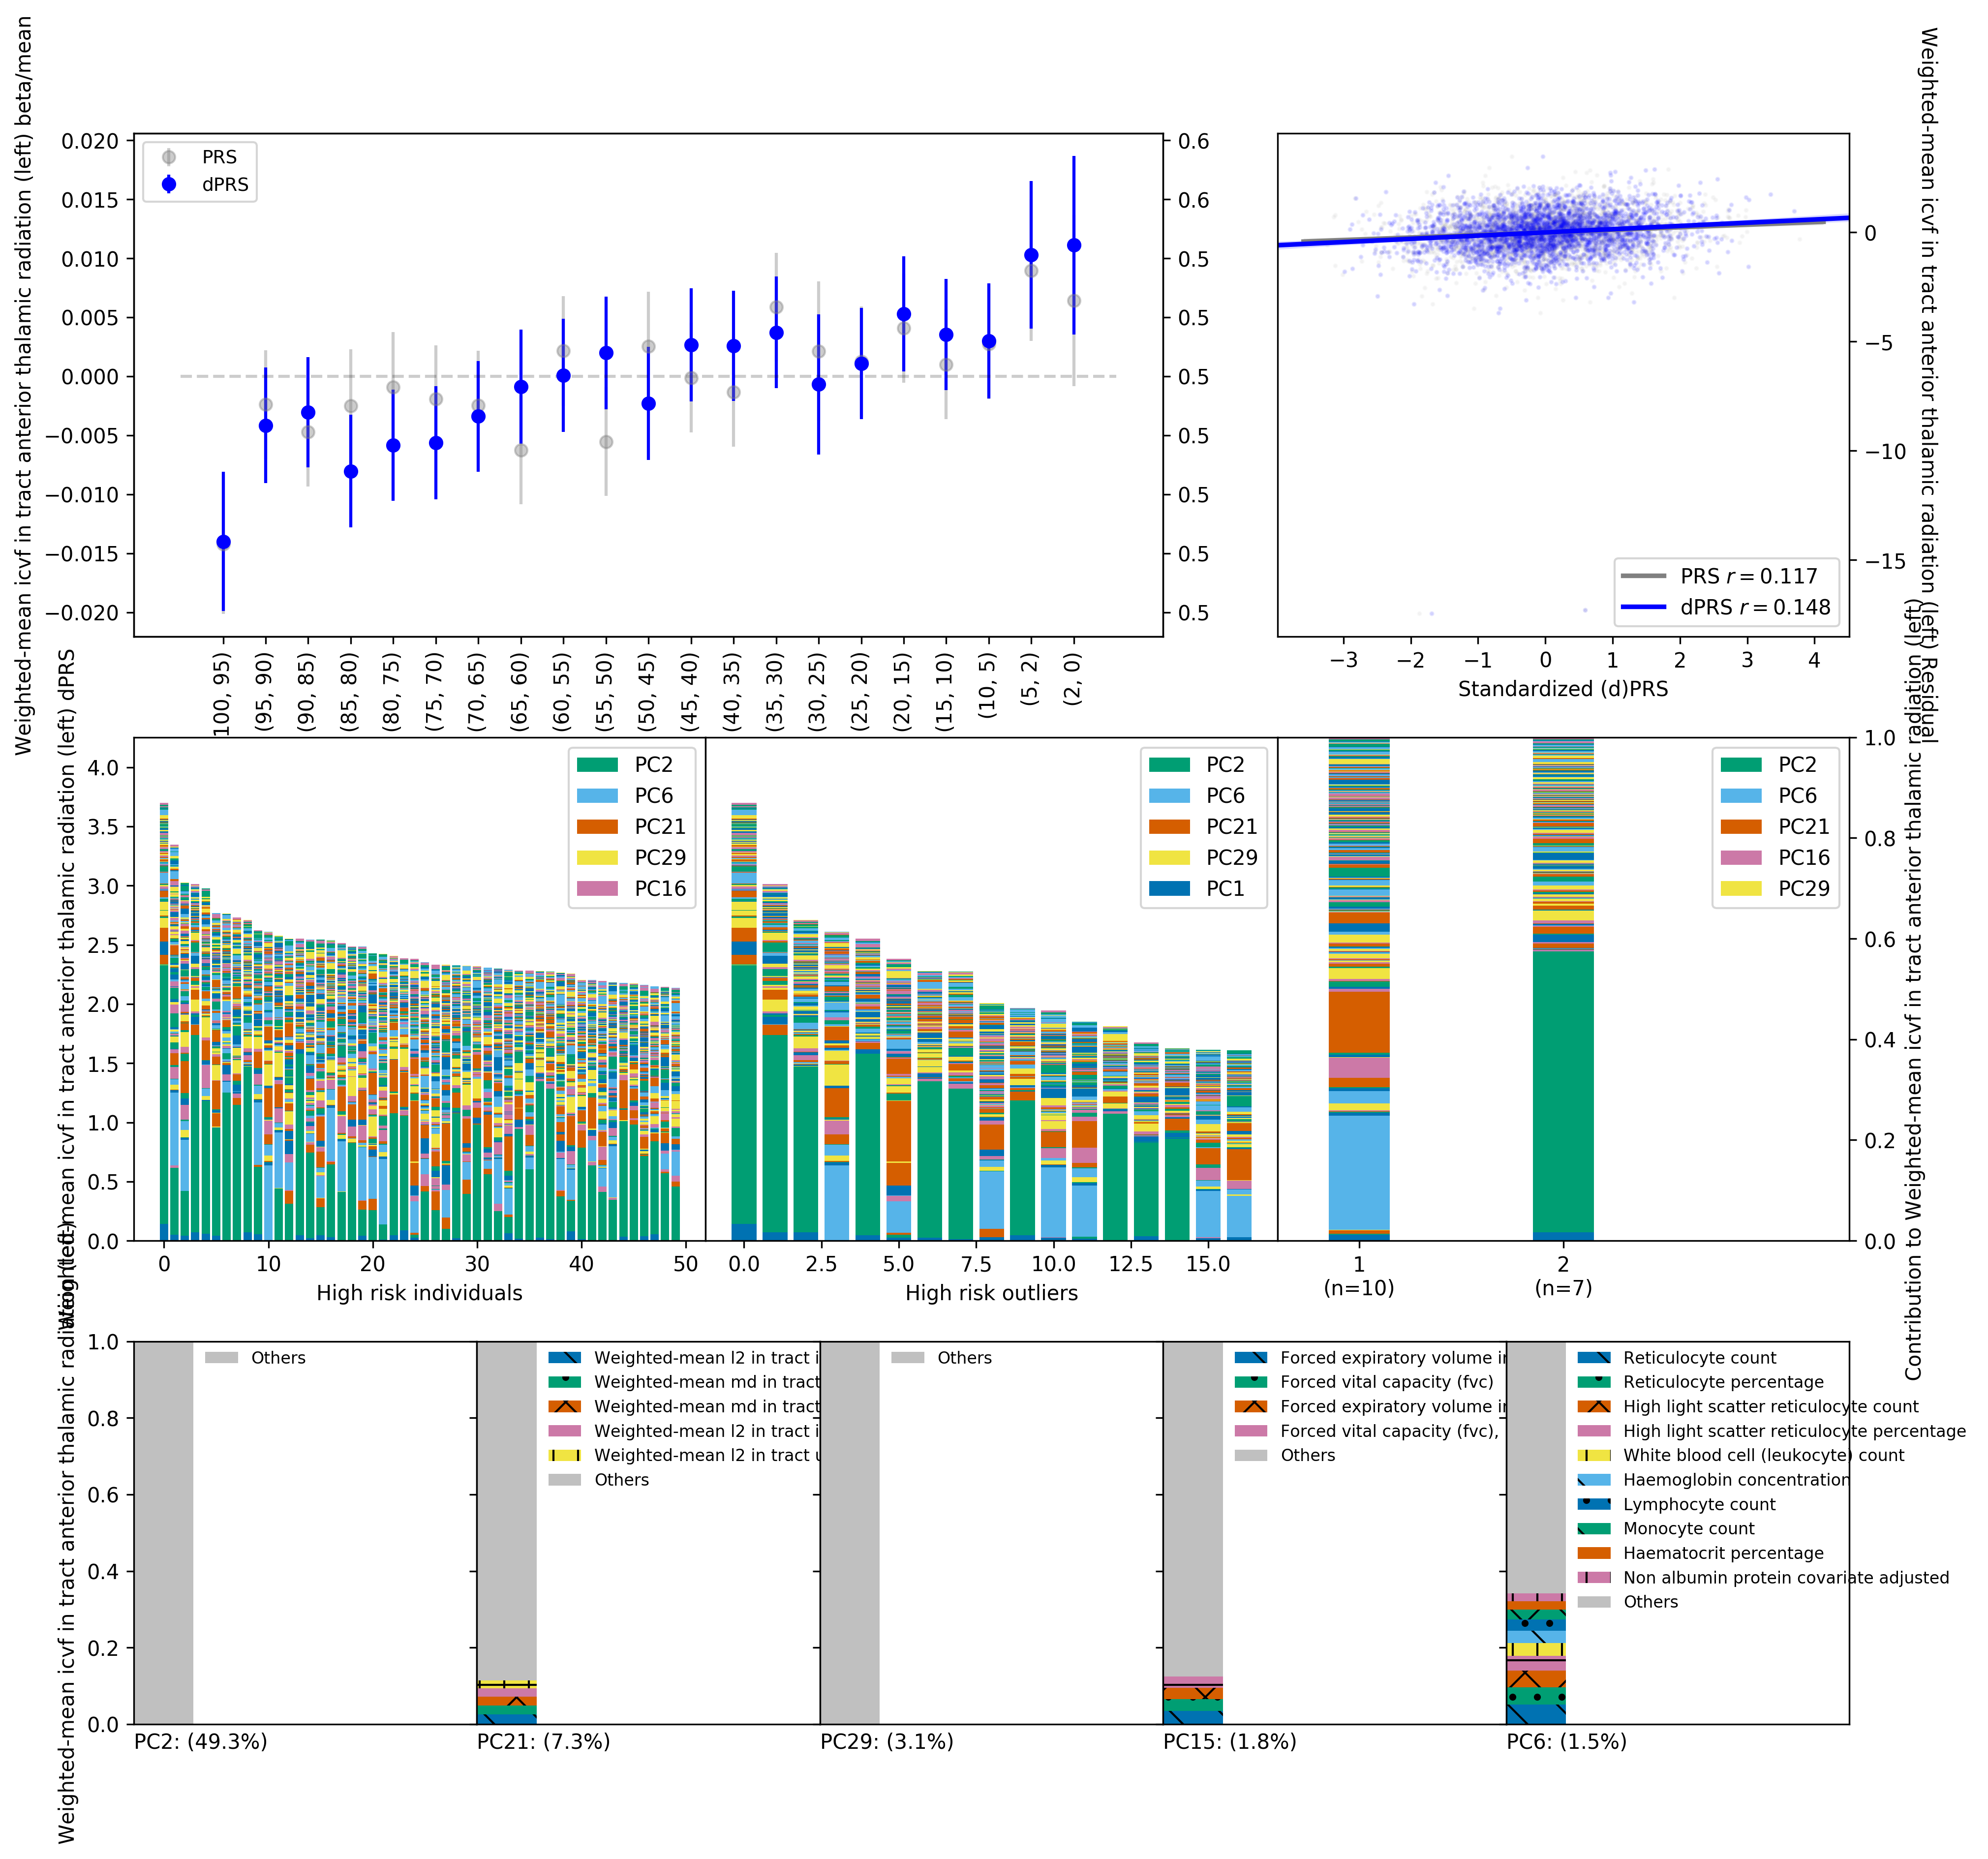 Weighted-mean icvf in tract anterior thalamic radiation (left) beta/mean
0.020
0.015
0.010
0.005
0.000
−0.005
−0.010
−0.015
−0.020
PRS
dPRS
0.6
0.6
0.5
0.5
0.5
0.5
0.5
0.5
0.5
100, 95)
(95, 90)
(90, 85)
(85, 80)
(80, 75)
(75, 70)
(70, 65)
(65, 60)
(60, 55)
(55, 50)
(50, 45)
(45, 40)
(40, 35)
(35, 30)
(30, 25)
(25, 20)
(20, 15)
(15, 10)
(10, 5)
(5, 2)
(2, 0)
PRS r = 0.117
dPRS r = 0.148
−3
−2
−1
0
1
2
3
4
Standardized (d)PRS
0
−5
−10
−15
Weighted-mean icvf in tract anterior thalamic radiation (left) Residual
Weighted-mean icvf in tract anterior thalamic radiation (left) dPRS
4.0
3.5
3.0
2.5
2.0
1.5
1.0
0.5
0.0
PC2
PC6
PC21
PC29
PC16
0
10
20
30
40
50
High risk individuals
PC2
PC6
PC21
PC29
PC1
0.0
2.5
5.0
7.5
10.0
12.5
15.0
High risk outliers
PC2
PC6
PC21
PC16
PC29
1
(n=10)
2
(n=7)
1.0
0.8
0.6
0.4
0.2
0.0
Contribution to Weighted-mean icvf in tract anterior thalamic radiation (left)
Weighted-mean icvf in tract anterior thalamic radiation (left)
1.0
0.8
0.6
0.4
0.2
0.0
Others
PC2: (49.3%)
Weighted-mean l2 in tract i
Weighted-mean md in tract
Weighted-mean md in tract
Weighted-mean l2 in tract i
Weighted-mean l2 in tract u
Others
PC21: (7.3%)
Others
PC29: (3.1%)
Forced expiratory volume in
Forced vital capacity (fvc)
Forced expiratory volume in
Forced vital capacity (fvc),
Others
PC15: (1.8%)
Reticulocyte count
Reticulocyte percentage
High light scatter reticulocyte count
High light scatter reticulocyte percentage
White blood cell (leukocyte) count
Haemoglobin concentration
Lymphocyte count
Monocyte count
Haematocrit percentage
Non albumin protein covariate adjusted
Others
PC6: (1.5%)